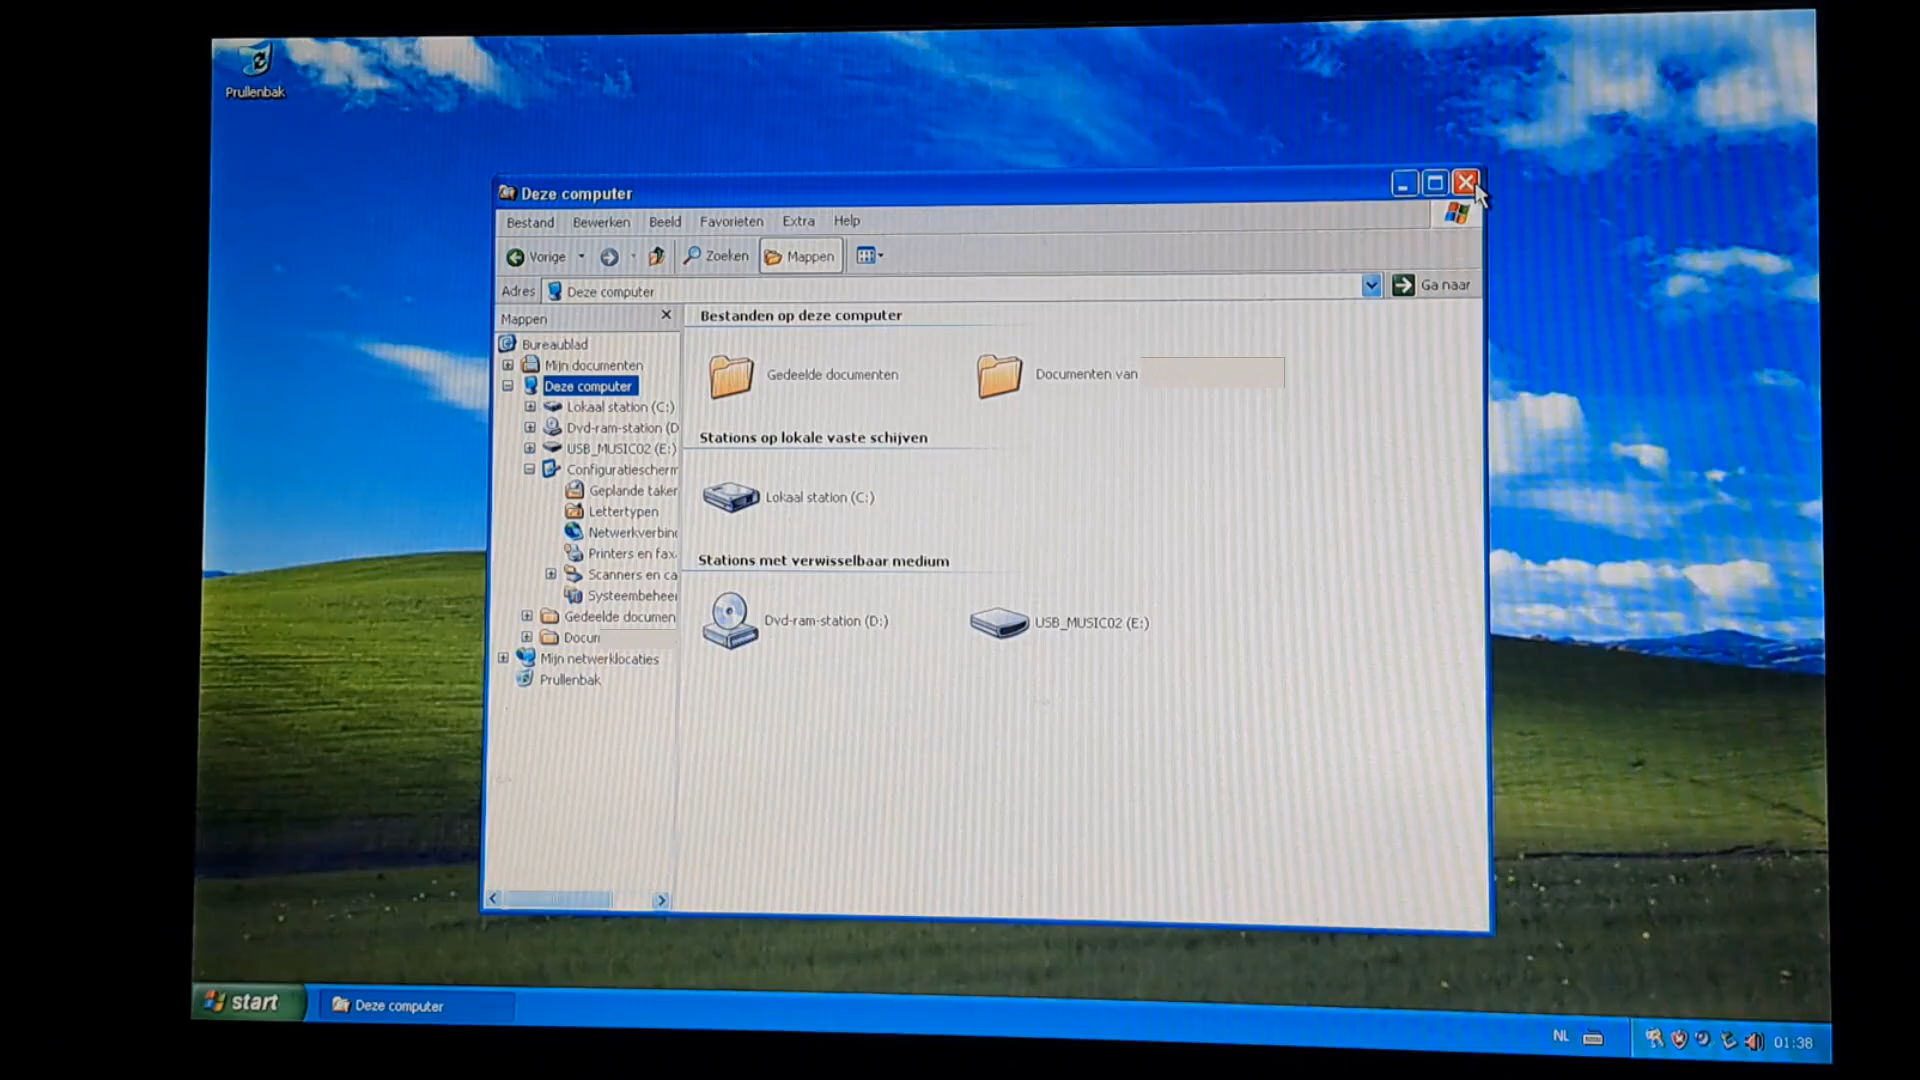 Prullenbak
Deze computer
Bestand Bewerken Beeld Favorieten Extra Help
Vorige Zoeken Mappen
Adres Deze computer Ga naar
Mappen
Bureaublad
Mijn documenten
Deze computer
Lokaal station (C:)
Dvd-ram-station (D
USB_MUSIC02 (E:)
Configuratiescherm
Geplande taken
Lettertypen
Netwerkverbind
Printers en fax
Scanners en ca
Systeembeheer
Gedeelde documen
Docun
Mijn netwerklocaties
Prullenbak
Bestanden op deze computer
Gedeelde documenten Documenten van
Stations op lokale vaste schijven
Lokaal station (C:)
Stations met verwisselbaar medium
Dvd-ram-station (D:) USB_MUSIC02 (E:)
start Deze computer NL 01:38